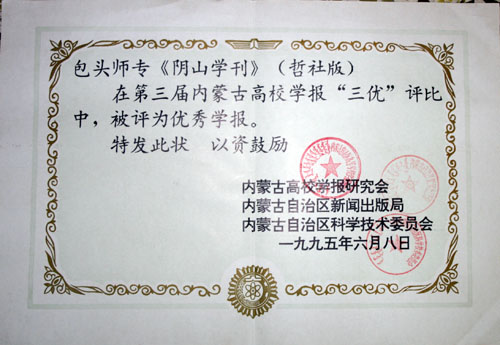 包头师专《阴山学刊》（哲社版）
在第三届内蒙古高校学报“三优”评比
中，被评为优秀学报。
特发此状 以资鼓励
内蒙古高校学报研究会
内蒙古自治区新闻出版局
内蒙古自治区科学技术委员会
一九九五年六月八日